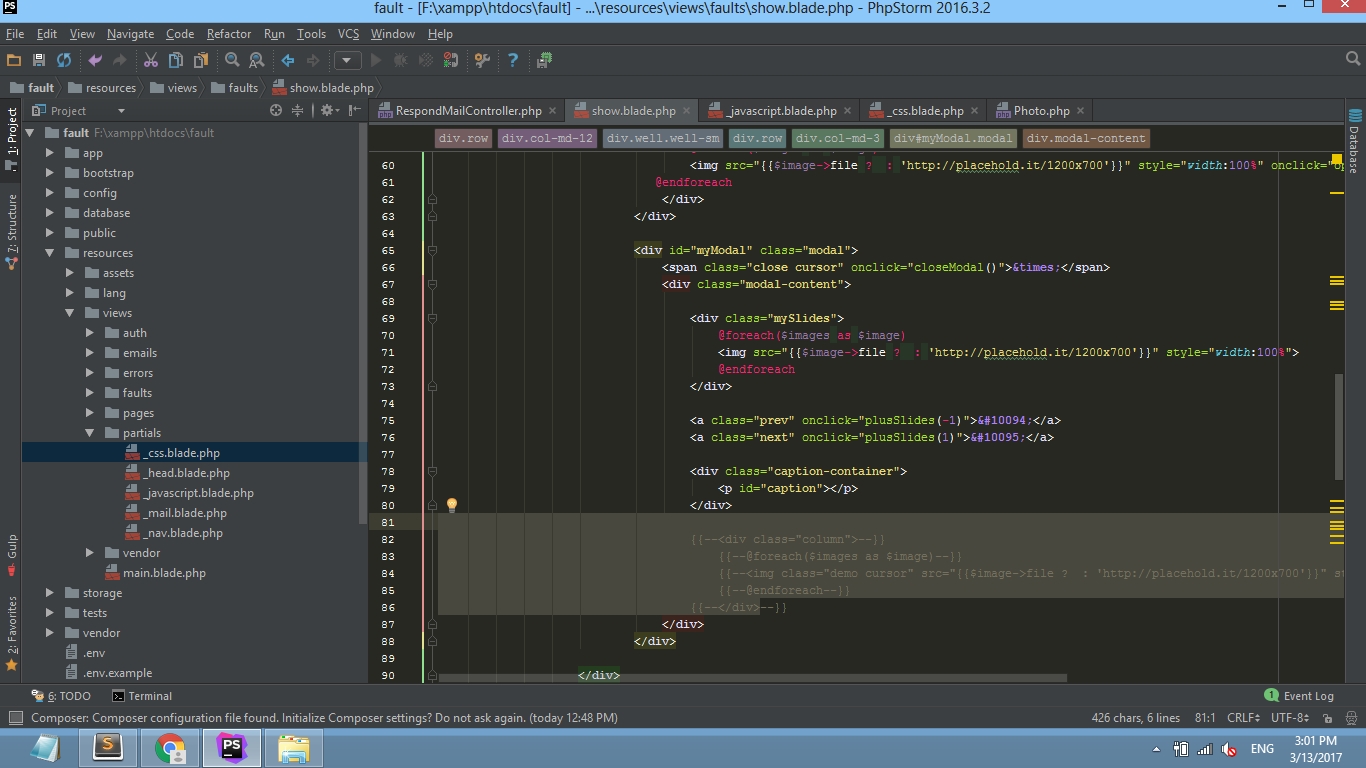 fault - [F:\xampp\htdocs\fault] - ...\resources\views\faults\show.blade.php - PhpStorm 2016.3.2
File Edit View Navigate Code Refactor Run Tools VCS Window Help
fault resources views faults show.blade.php
Project
RespondMailController.php show.blade.php _javascript.blade.php _css.blade.php Photo.php
div.row div.col-md-12 div.well.well-sm div.row div.col-md-3 div#myModal.modal div.modal-content
1: Project
7: Structure
Gulp
2: Favorites
fault F:\xampp\htdocs\fault
app
bootstrap
config
database
public
resources
assets
lang
views
auth
emails
errors
faults
pages
partials
_css.blade.php
_head.blade.php
_javascript.blade.php
_mail.blade.php
_nav.blade.php
vendor
main.blade.php
storage
tests
vendor
.env
.env.example
60 <img src="{{$image->file ?  : 'http://placehold.it/1200x700'}}" style="width:100%" onclick="op
61 @endforeach
62 </div>
63 </div>
64
65 <div id="myModal" class="modal">
66 <span class="close cursor" onclick="closeModal()">&times;</span>
67 <div class="modal-content">
68
69 <div class="mySlides">
70 @foreach($images as $image)
71 <img src="{{$image->file ?  : 'http://placehold.it/1200x700'}}" style="width:100%">
72 @endforeach
73 </div>
74
75 <a class="prev" onclick="plusSlides(-1)">&#10094;</a>
76 <a class="next" onclick="plusSlides(1)">&#10095;</a>
77
78 <div class="caption-container">
79 <p id="caption"></p>
80 </div>
81
82 {{--<div class="column">--}}
83 {{--@foreach($images as $image)--}}
84 {{--<img class="demo cursor" src="{{$image->file ?  : 'http://placehold.it/1200x700'}}" st
85 {{--@endforeach--}}
86 {{--</div>--}}
87 </div>
88 </div>
89
90 </div>
Database
6: TODO Terminal 1 Event Log
Composer: Composer configuration file found. Initialize Composer settings? Do not ask again. (today 12:48 PM) 426 chars, 6 lines 81:1 CRLF UTF-8
ENG
3:01 PM
3/13/2017